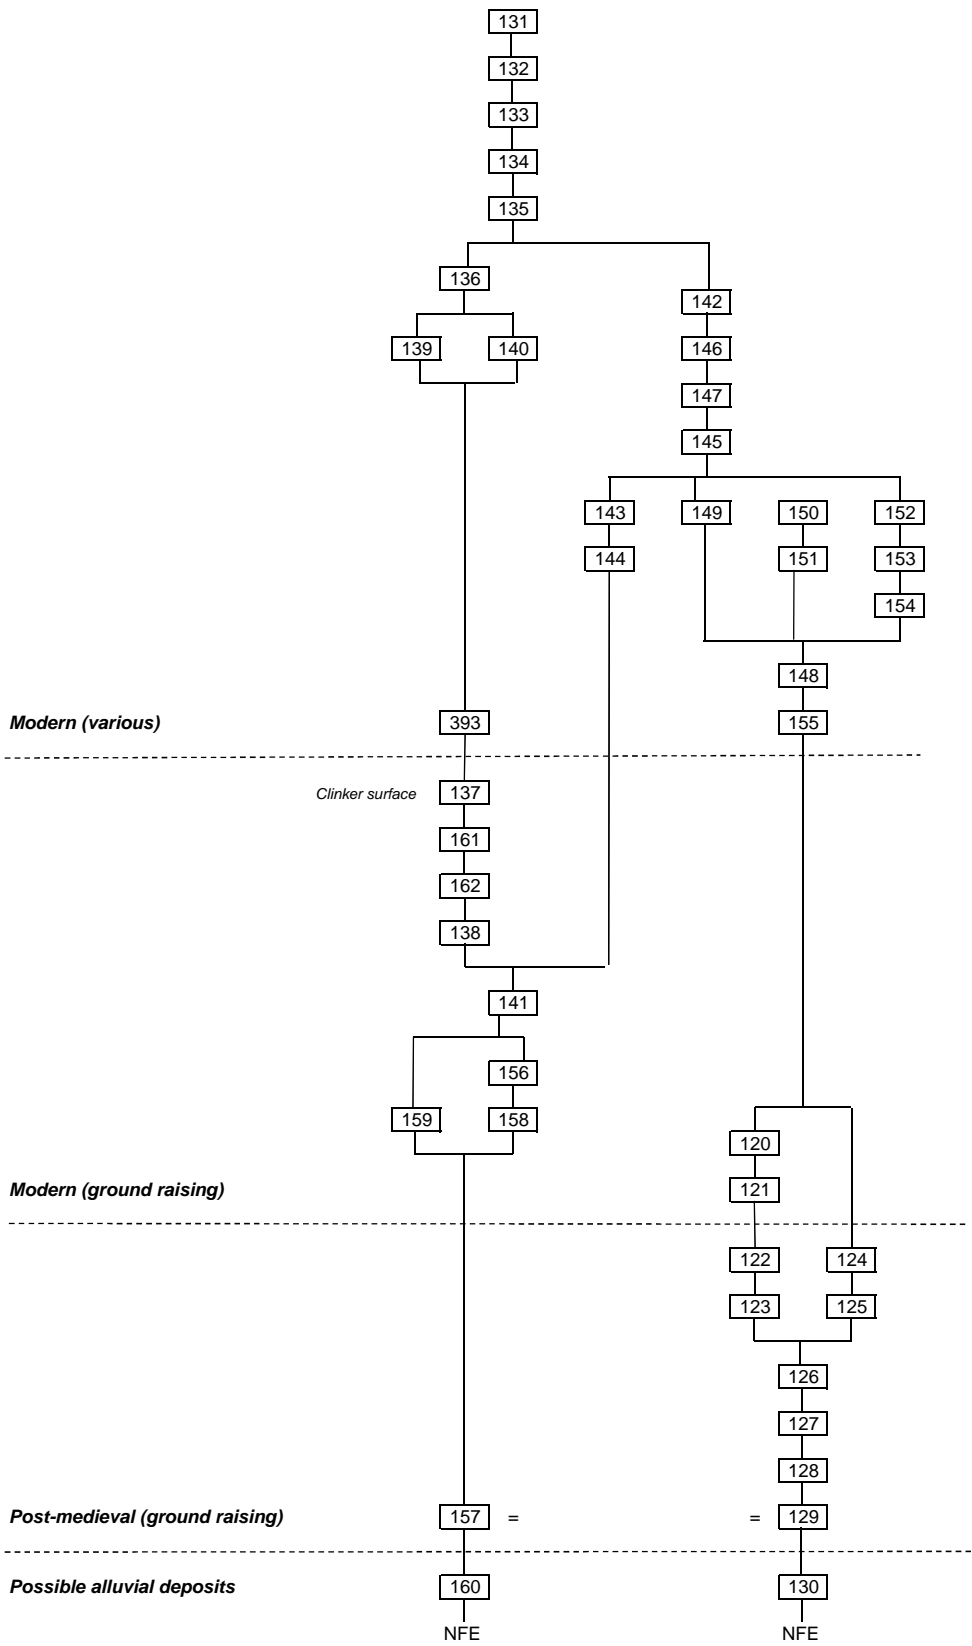 131
132
133
134
135
136
142
139 140 146
147
145
143 149 150 152
144 151 153
154
148
Modern (various) 393 155
Clinker surface 137
161
162
138
141
156
159 158
120
Modern (ground raising) 121
122 124
123 125
126
127
128
Post-medieval (ground raising) 157 = = 129
Possible alluvial deposits 160 130
NFE NFE